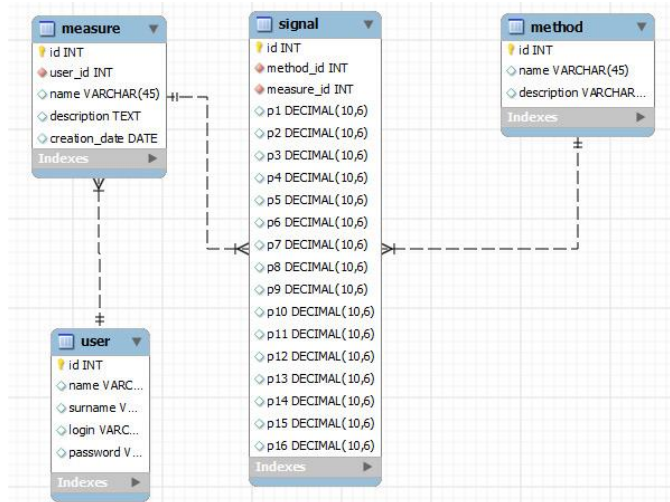 measure
id INT
user_id INT
name VARCHAR(45)
description TEXT
creation_date DATE
Indexes
signal
id INT
method_id INT
measure_id INT
p1 DECIMAL(10,6)
p2 DECIMAL(10,6)
p3 DECIMAL(10,6)
p4 DECIMAL(10,6)
p5 DECIMAL(10,6)
p6 DECIMAL(10,6)
p7 DECIMAL(10,6)
p8 DECIMAL(10,6)
p9 DECIMAL(10,6)
p10 DECIMAL(10,6)
p11 DECIMAL(10,6)
p12 DECIMAL(10,6)
p13 DECIMAL(10,6)
p14 DECIMAL(10,6)
p15 DECIMAL(10,6)
p16 DECIMAL(10,6)
Indexes
method
id INT
name VARCHAR(45)
description VARCHAR...
Indexes
user
id INT
name VARC...
surname V...
login VARC...
password V...
Indexes